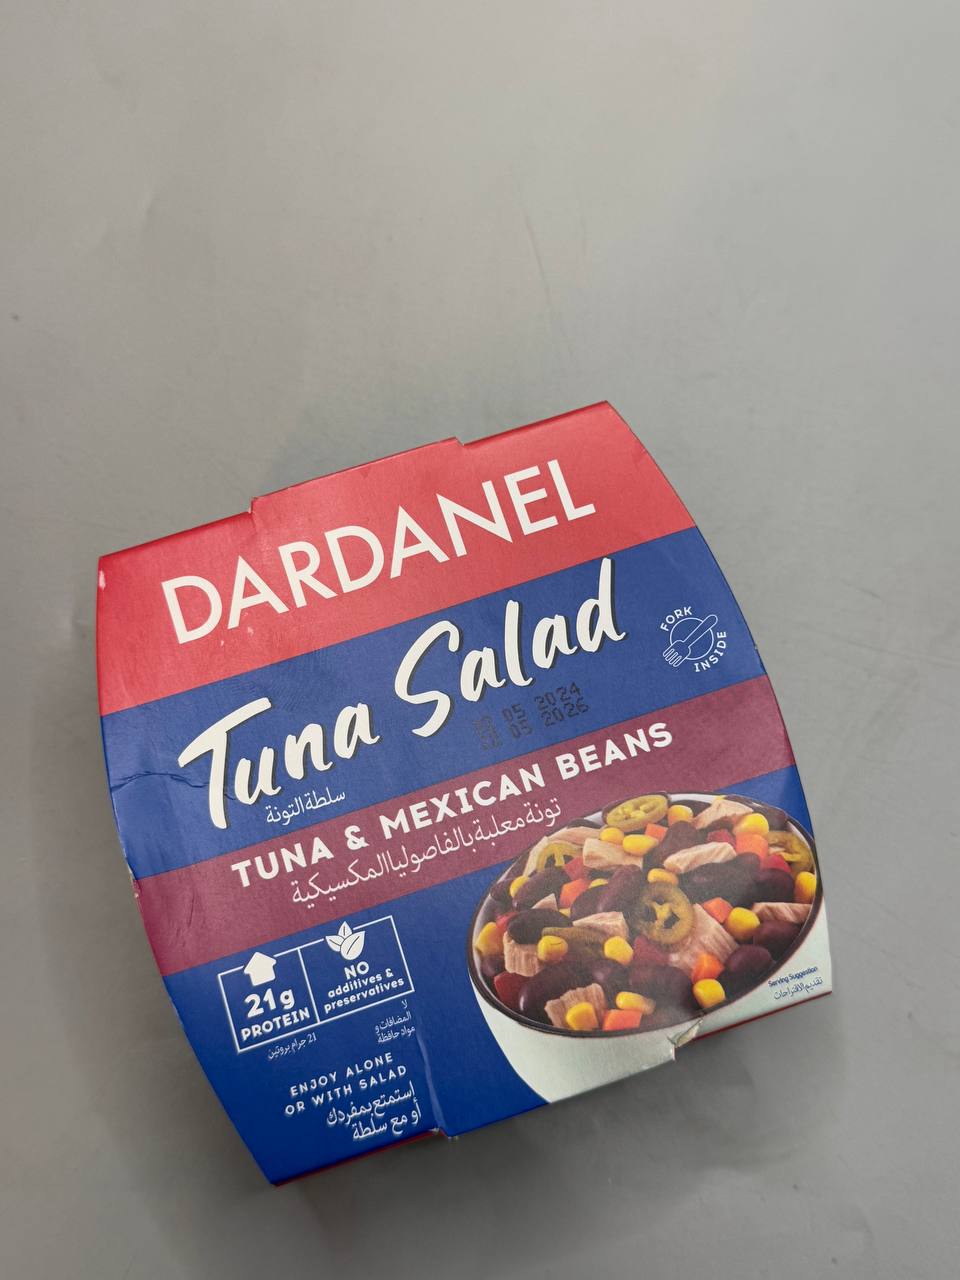 DARDANEL
Tuna Salad
سلطة التونة
FORK
INSIDE
05 2024
05 2026
TUNA & MEXICAN BEANS
تونة معلبة بالفاصوليا المكسيكية
21g
PROTEIN
21 جرام بروتين
NO
additives &
preservatives
لا
المضافات و
مواد حافظة
ENJOY ALONE
OR WITH SALAD
إستمتع بمفردك
أو مع سلطة
Serving Suggestion
تقديم الاقتراحات